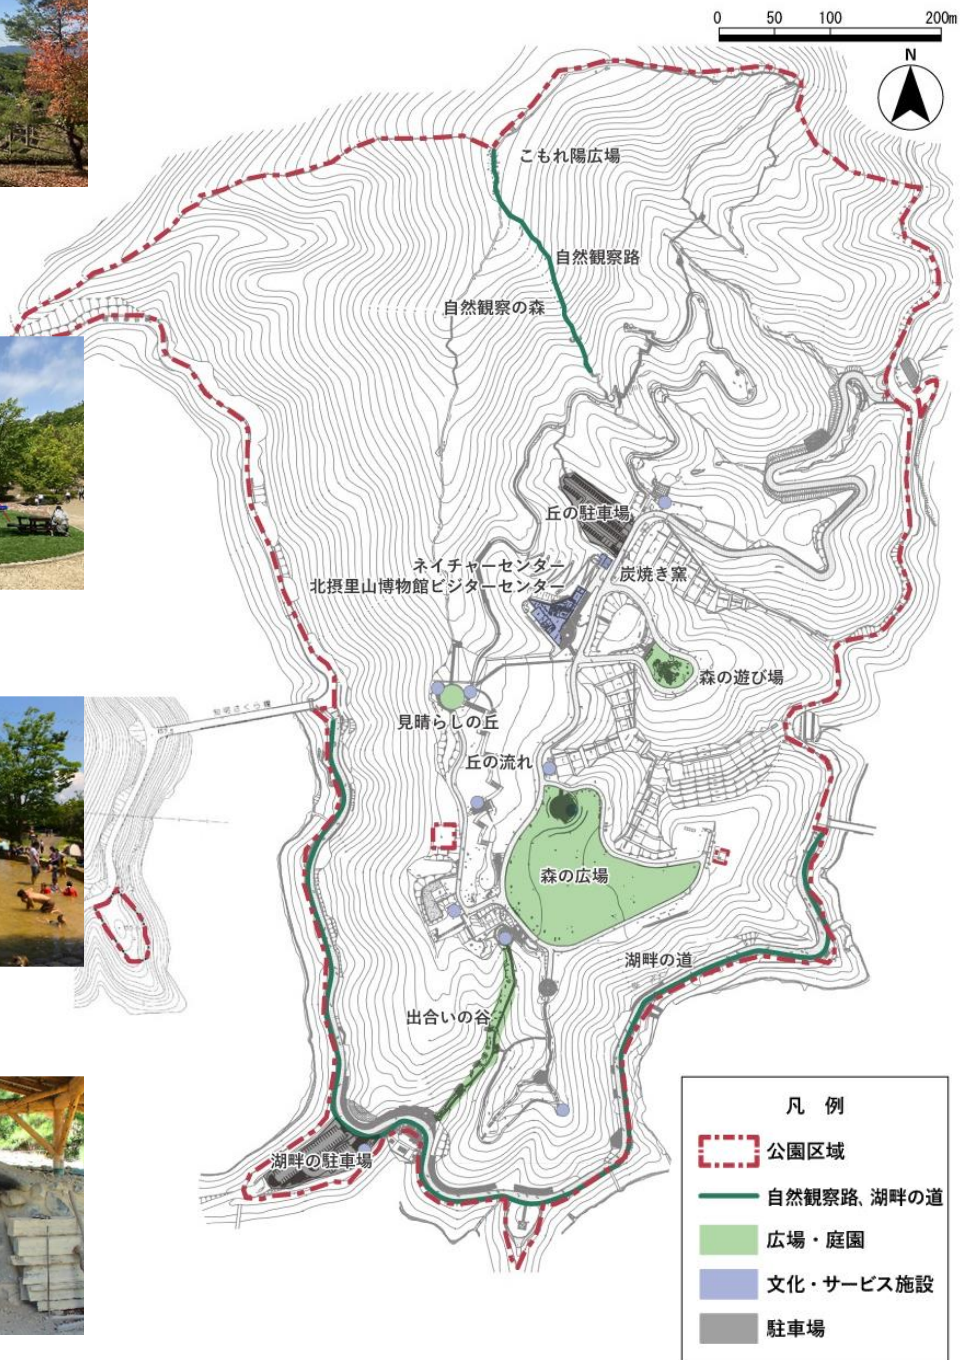 0 50 100 200m
N
こもれ陽広場
自然観察路
自然観察の森
丘の駐車場
ネイチャーセンター
北摂里山博物館ビジターセンター
炭焼き窯
森の遊び場
見晴らしの丘
丘の流れ
森の広場
湖畔の道
出合いの谷
湖畔の駐車場
凡 例
公園区域
自然観察路、湖畔の道
広場・庭園
文化・サービス施設
駐車場